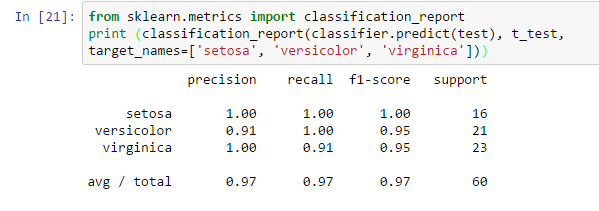 In [21]: from sklearn.metrics import classification_report
print (classification_report(classifier.predict(test), t_test,
target_names=['setosa', 'versicolor', 'virginica']))
precision recall f1-score support
setosa 1.00 1.00 1.00 16
versicolor 0.91 1.00 0.95 21
virginica 1.00 0.91 0.95 23
avg / total 0.97 0.97 0.97 60